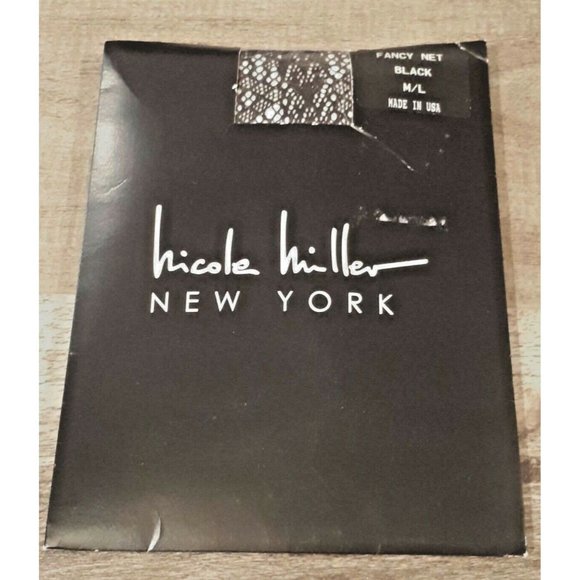 FANCY NET
BLACK
M/L
MADE IN USA
nicole miller
NEW YORK